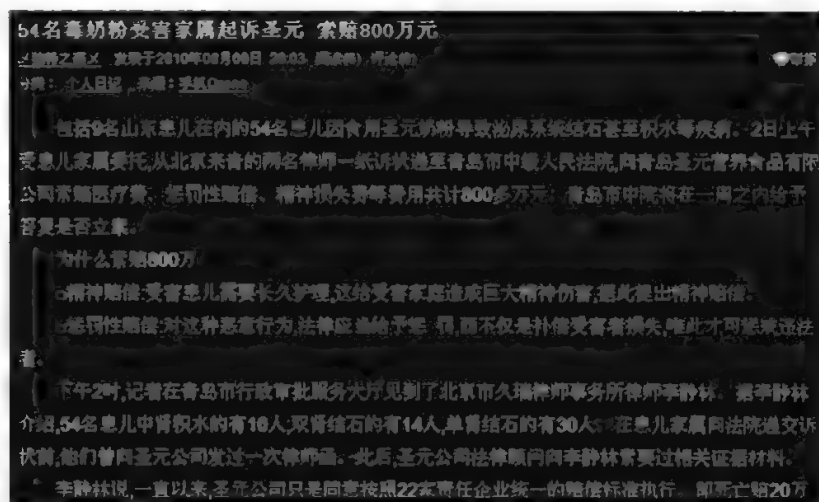 54名毒奶粉受害家属起诉圣元 索赔800万元
发表于2010年08月06日 20:03
分类：个人日记
包括9名山东患儿在内的54名患儿因食用圣元奶粉导致泌尿系统结石甚至积水等疾病。2日上午
受患儿家属委托,从北京来青的两名律师一纸诉状递至青岛市中级人民法院,向青岛圣元营养食品有限
公司索赔医疗费、惩罚性赔偿、精神损失费等费用共计800多万元。青岛市中院将在一周之内给予
答复是否立案。
为什么索赔800万
精神赔偿:受害患儿需要长久护理,这给受害家庭造成巨大精神伤害,据此提出精神赔偿。
惩罚性赔偿:对这种恶意行为,法律应当给予惩罚,而不仅是补偿受害者损失,唯此才可能来违法
者。
下午2时,记者在青岛市行政审批服务大厅见到了北京市久瑞律师事务所律师李静林。据李静林
介绍,54名患儿中肾积水的有10人,双肾结石的有14人,单肾结石的有30人。在患儿家属向法院递交诉
状前,他们曾向圣元公司发过一次律师函。此后,圣元公司法律顾问向李静林索要过相关证据材料。
李静林说,一直以来,圣元公司只是同意按照22家责任企业统一的赔偿标准执行。即死亡赔20万